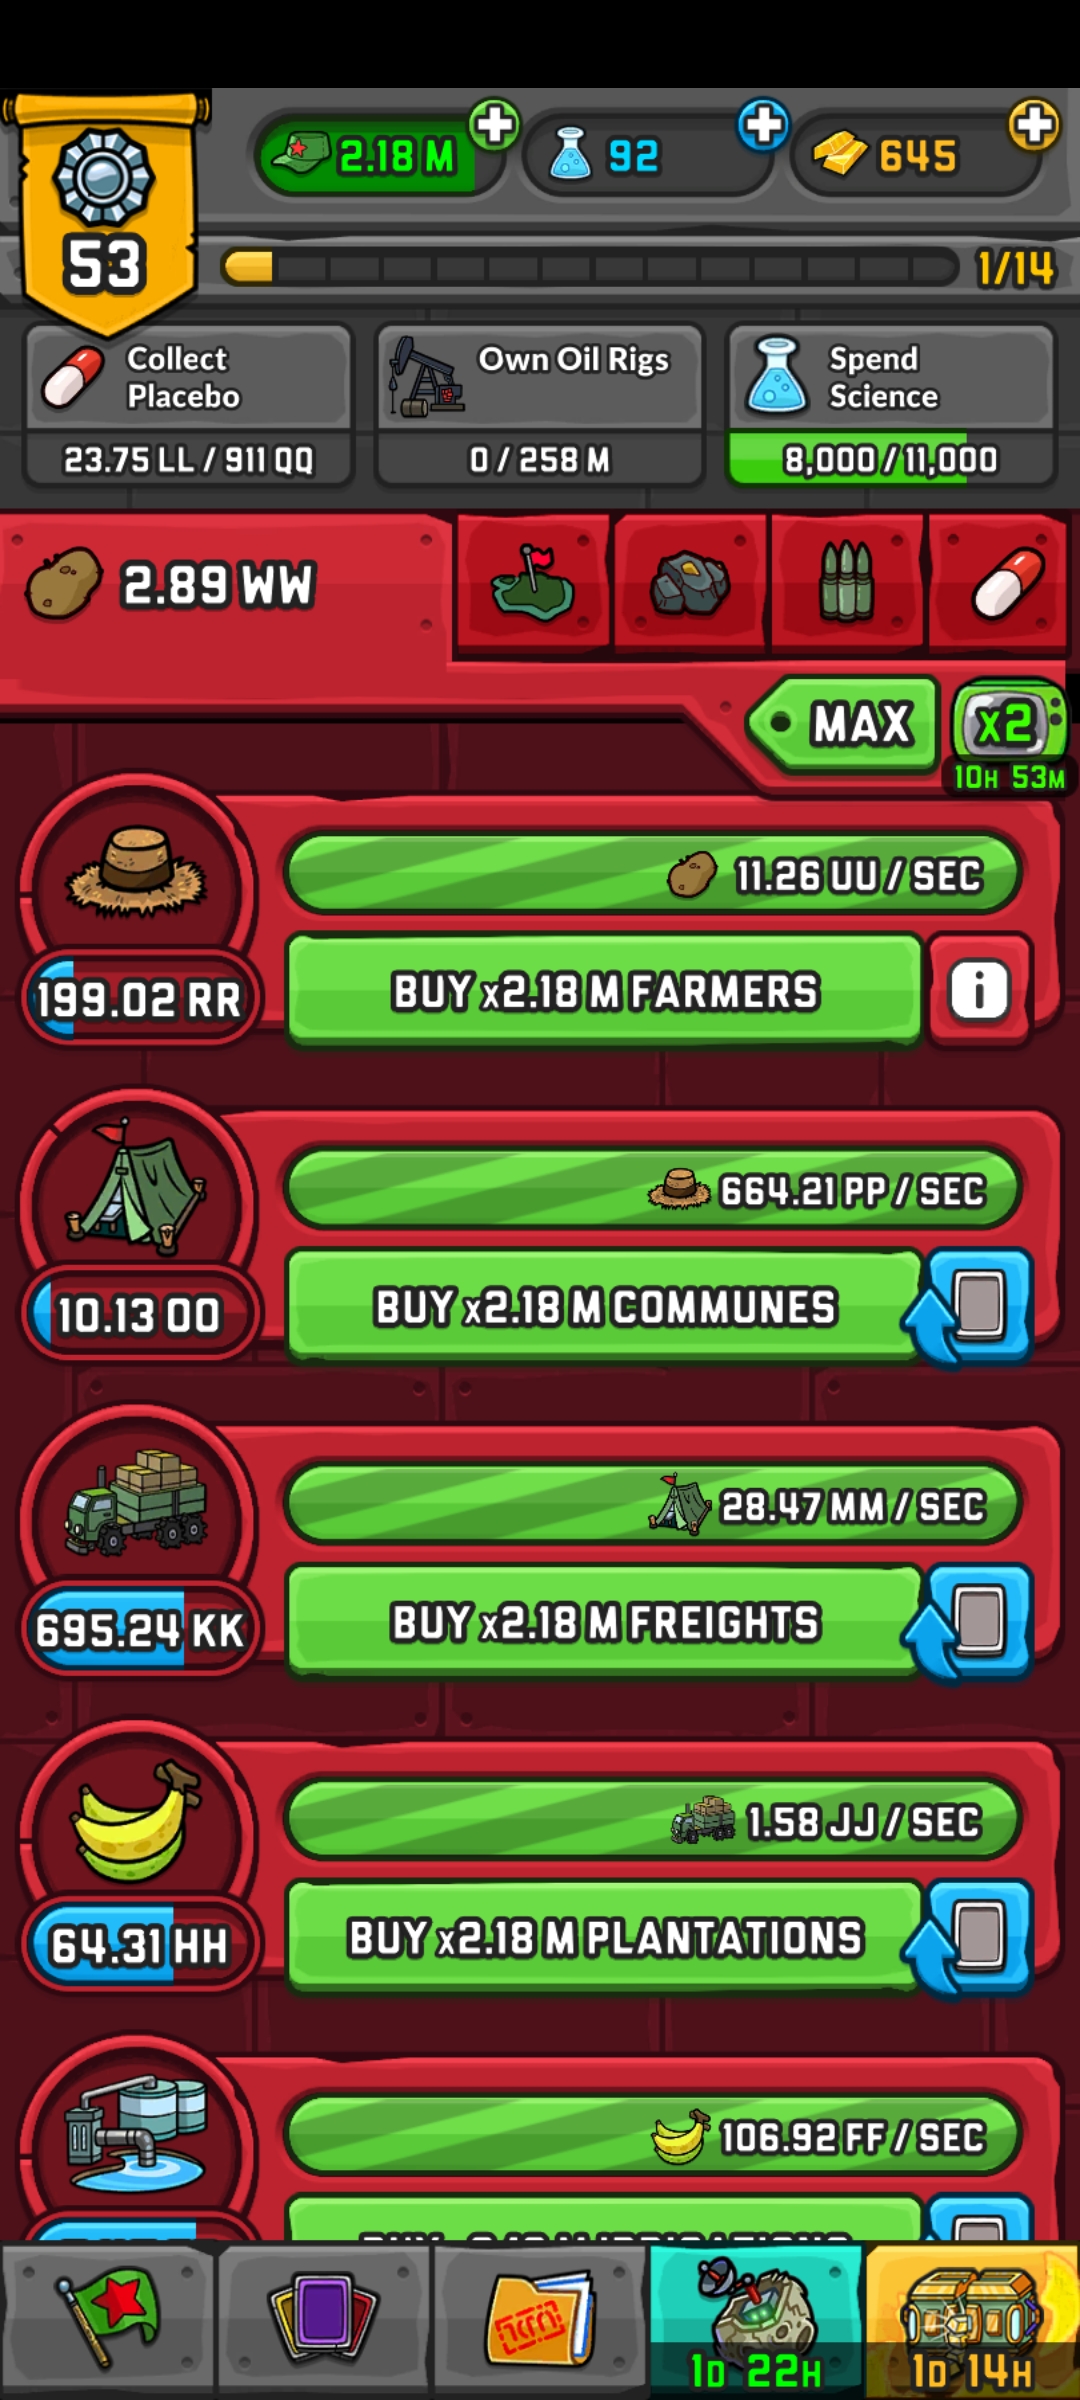 2.18 M
92
645
53
1/14
Collect
Placebo
23.75 LL / 911 QQ
Own Oil Rigs
0 / 258 M
Spend
Science
8,000 / 11,000
2.89 WW
MAX
x2
10H 53M
11.26 UU / SEC
199.02 RR
BUY x2.18 M FARMERS
i
664.21 PP / SEC
10.13 OO
BUY x2.18 M COMMUNES
28.47 MM / SEC
695.24 KK
BUY x2.18 M FREIGHTS
1.58 JJ / SEC
64.31 HH
BUY x2.18 M PLANTATIONS
106.92 FF / SEC
1D 22H
1D 14H